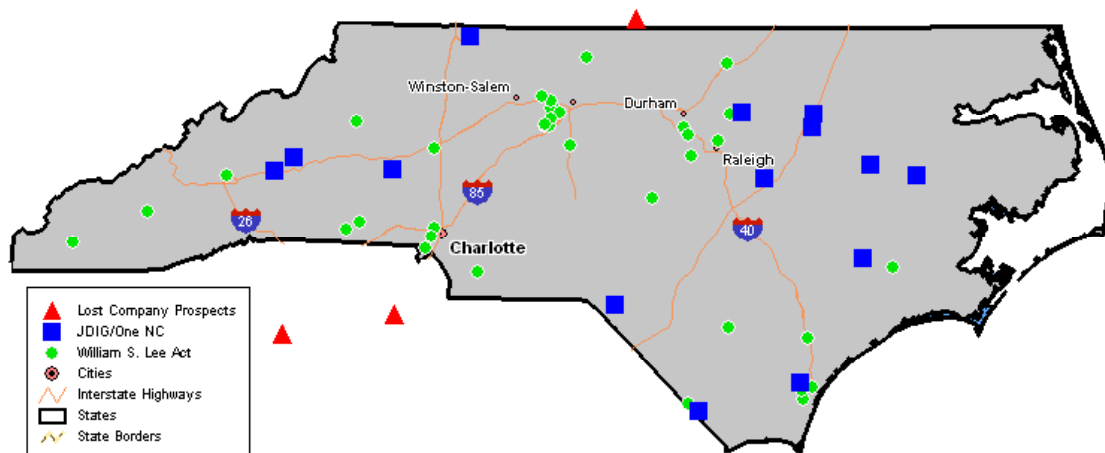 Winston-Salem
Durham
Raleigh
85
26
40
Charlotte
Lost Company Prospects
JDIG/One NC
William S. Lee Act
Cities
Interstate Highways
States
State Borders